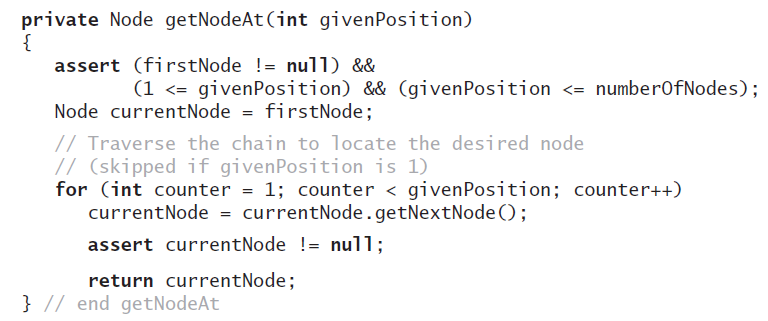 private Node getNodeAt(int givenPosition)
{
   assert (firstNode != null) &&
          (1 <= givenPosition) && (givenPosition <= numberOfNodes);
   Node currentNode = firstNode;
   // Traverse the chain to locate the desired node
   // (skipped if givenPosition is 1)
   for (int counter = 1; counter < givenPosition; counter++)
      currentNode = currentNode.getNextNode();
      assert currentNode != null;
      return currentNode;
} // end getNodeAt